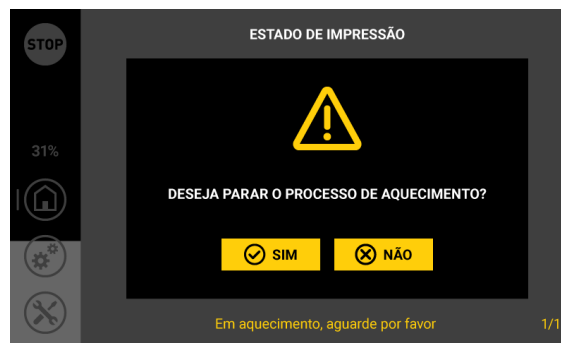 STOP
ESTADO DE IMPRESSÃO
31%
DESEJA PARAR O PROCESSO DE AQUECIMENTO?
SIM
NÃO
Em aquecimento, aguarde por favor
1/1